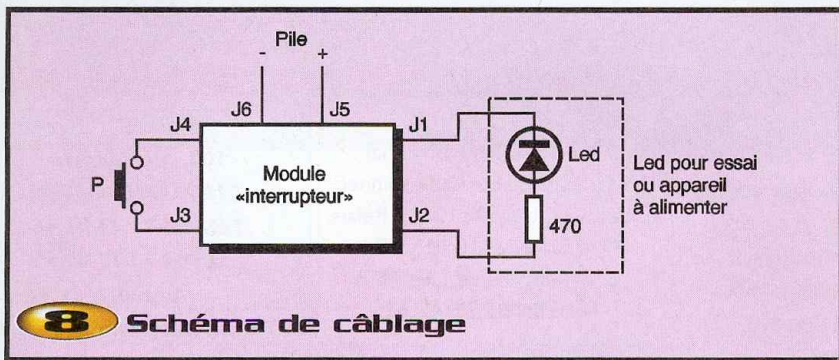 Pile
- +
J6 J5
J4
J1
P
Module
«interrupteur»
J3
J2
Led
470
Led pour essai
ou appareil
à alimenter
8 Schéma de câblage